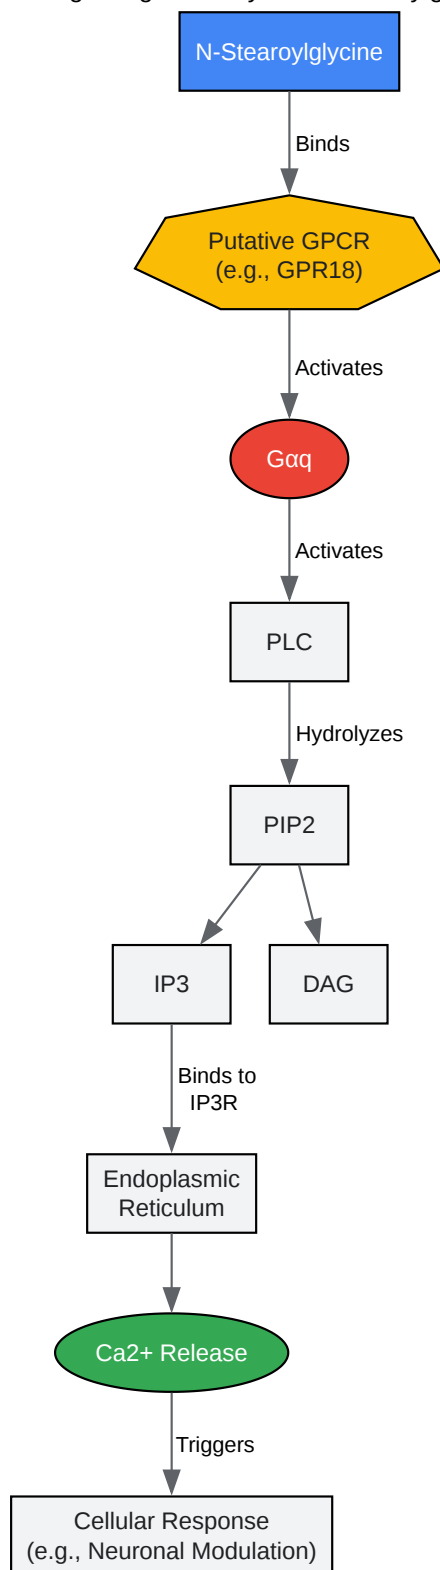 N-Stearoylglycine
Binds
Putative GPCR
(e.g., GPR18)
Activates
Gαq
Activates
PLC
Hydrolyzes
PIP2
IP3
DAG
Binds to
IP3R
Endoplasmic
Reticulum
Ca2+ Release
Triggers
Cellular Response
(e.g., Neuronal Modulation)